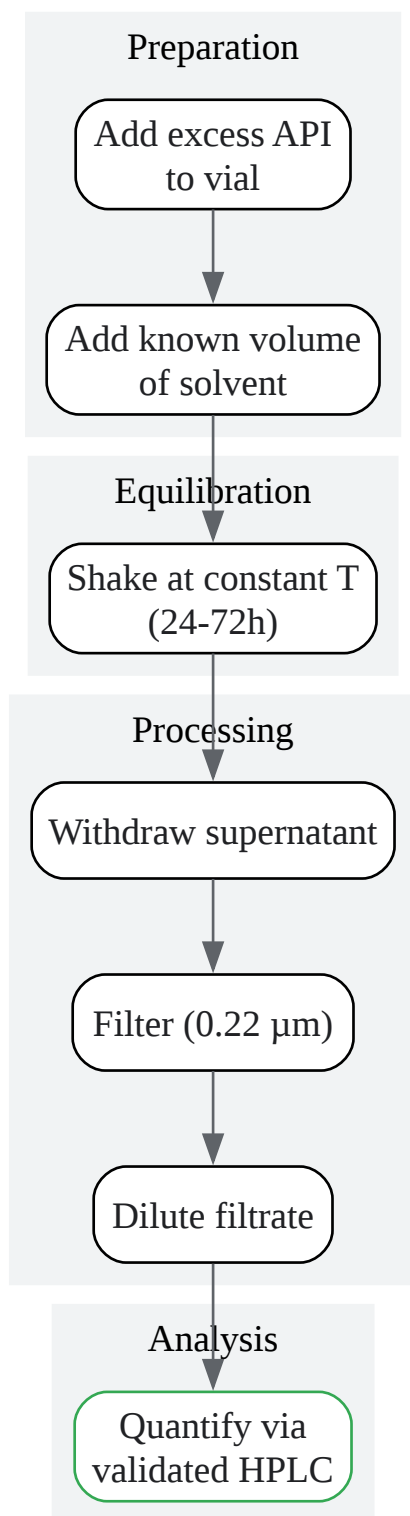 Preparation
Add excess API
to vial
Add known volume
of solvent
Equilibration
Shake at constant T
(24-72h)
Processing
Withdraw supernatant
Filter (0.22 µm)
Dilute filtrate
Analysis
Quantify via
validated HPLC